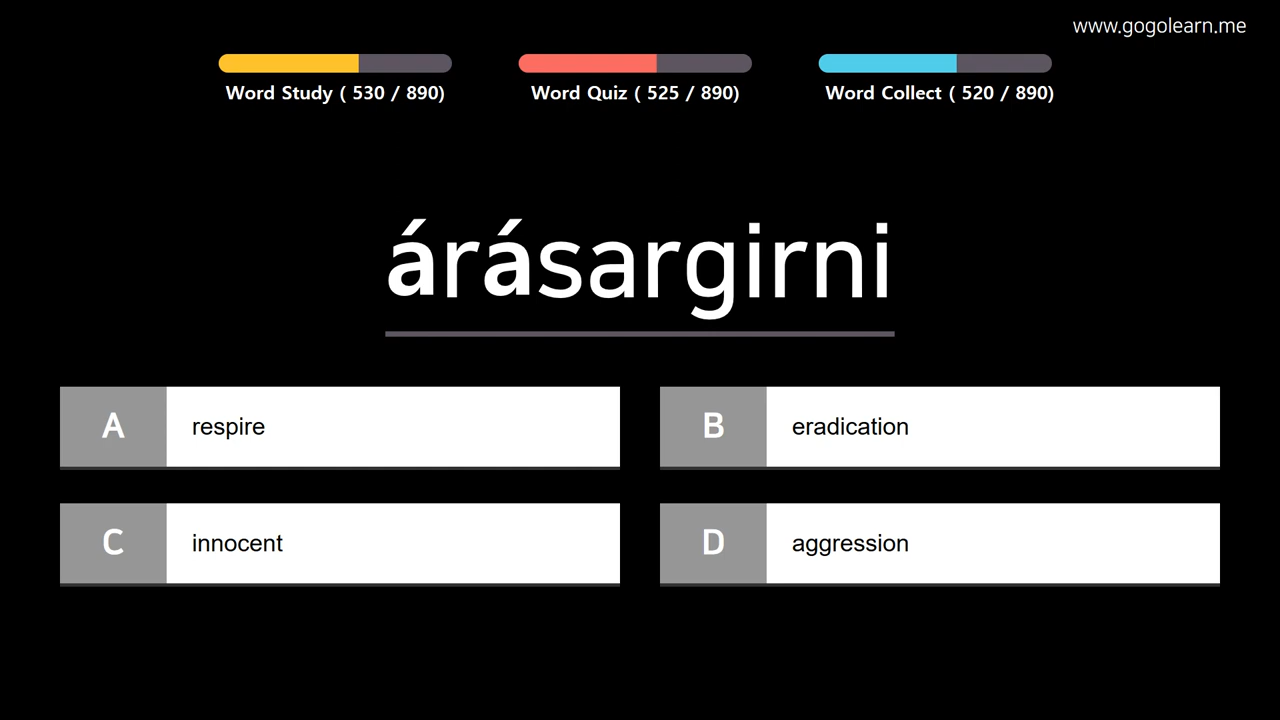 www.gogolearn.me
Word Study ( 530 / 890)
Word Quiz ( 525 / 890)
Word Collect ( 520 / 890)
árásargirni
A respire
B eradication
C innocent
D aggression